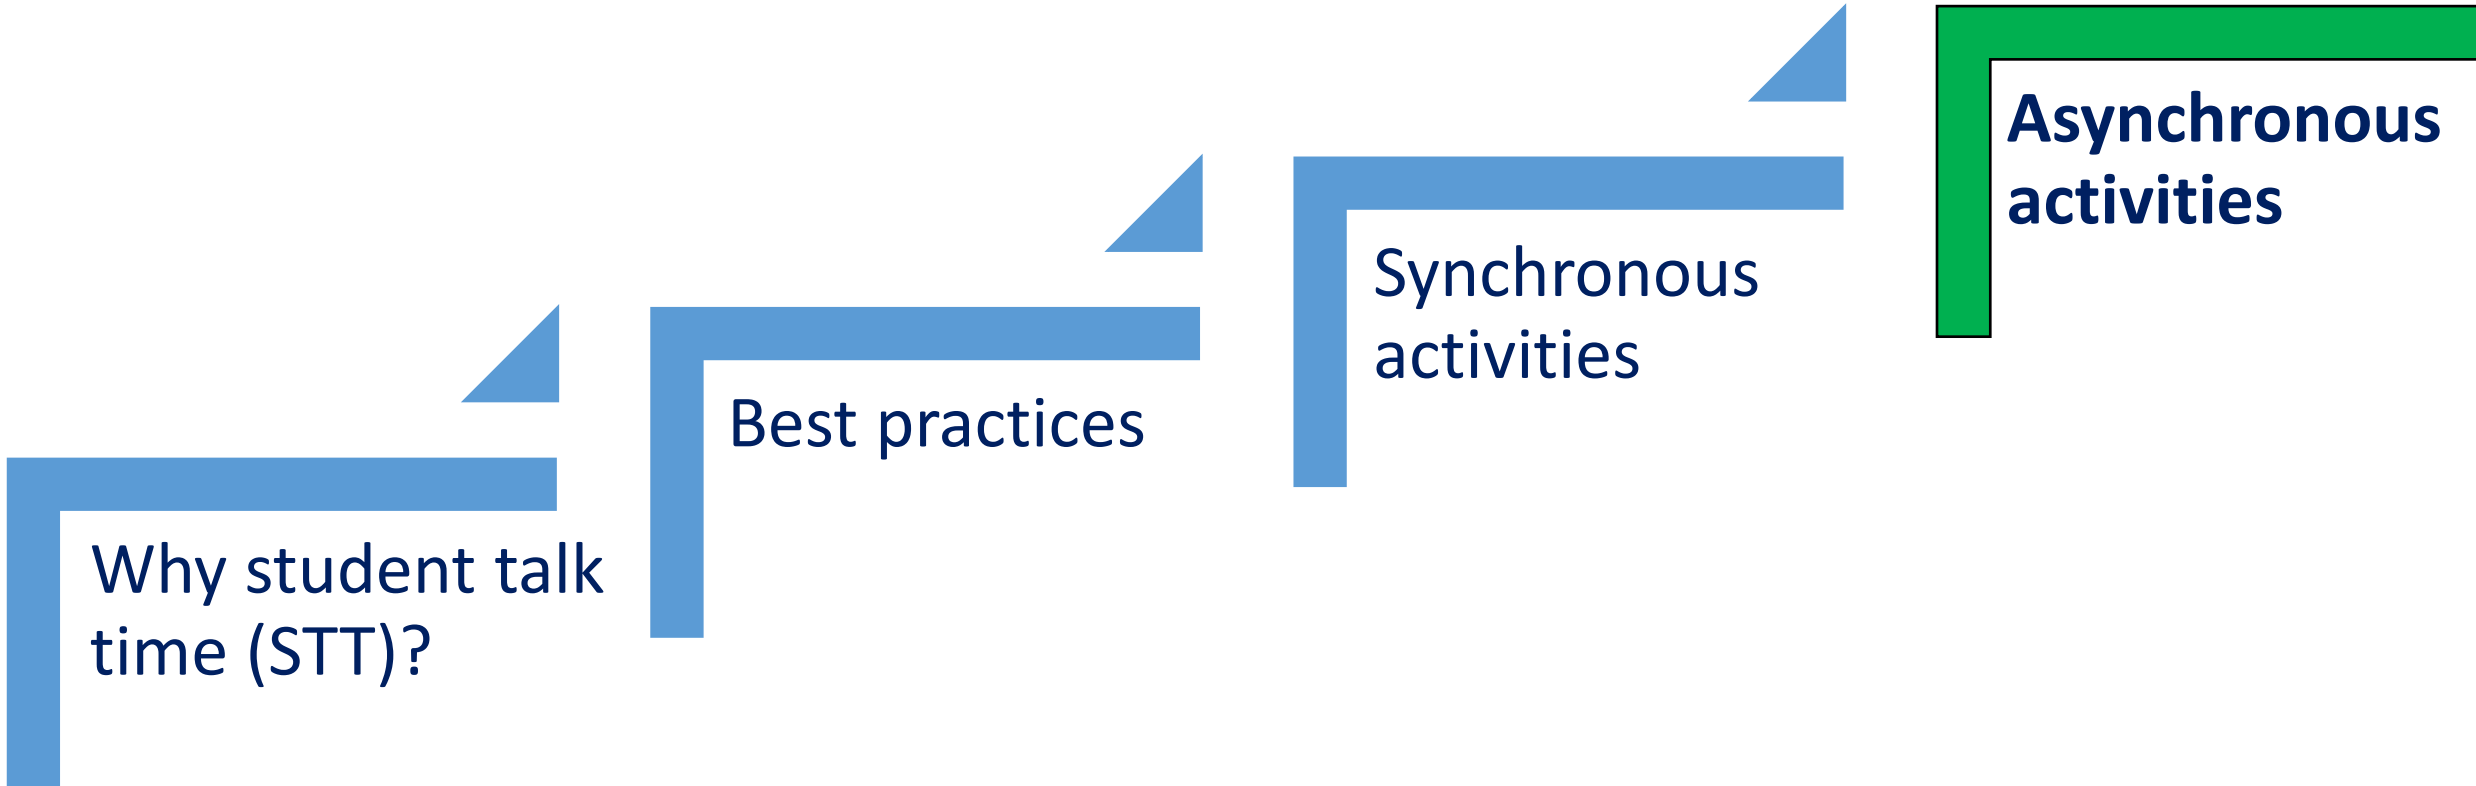 Why student talk
time (STT)?
Best practices
Synchronous
activities
Asynchronous
activities